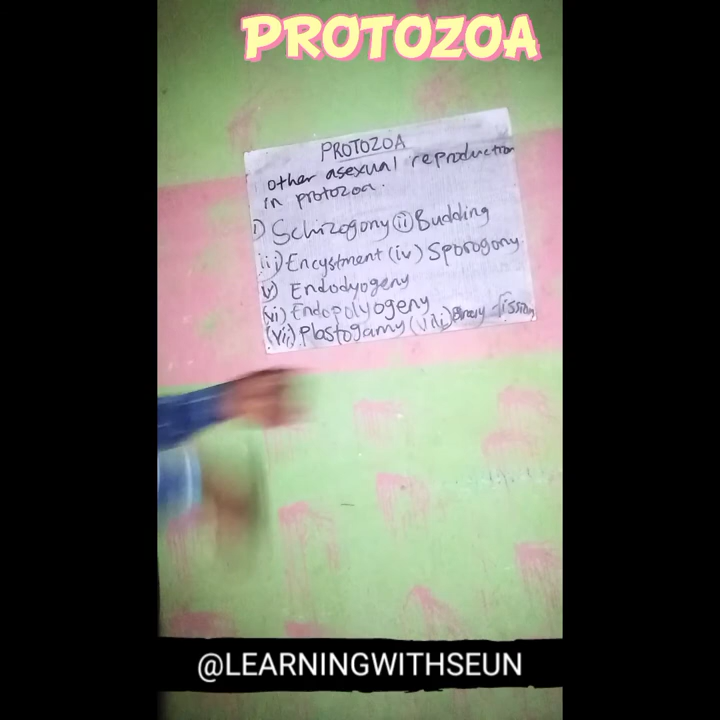 PROTOZOA
PROTOZOA
other asexual reproduction
in protozoa.
i) Schizogony (ii) Budding
iii) Encystment (iv) Sporogony
v) Endodyogeny
(vi) Endopolyogeny
(vii) Plastogamy (viii) Binary fission
@LEARNINGWITHSEUN